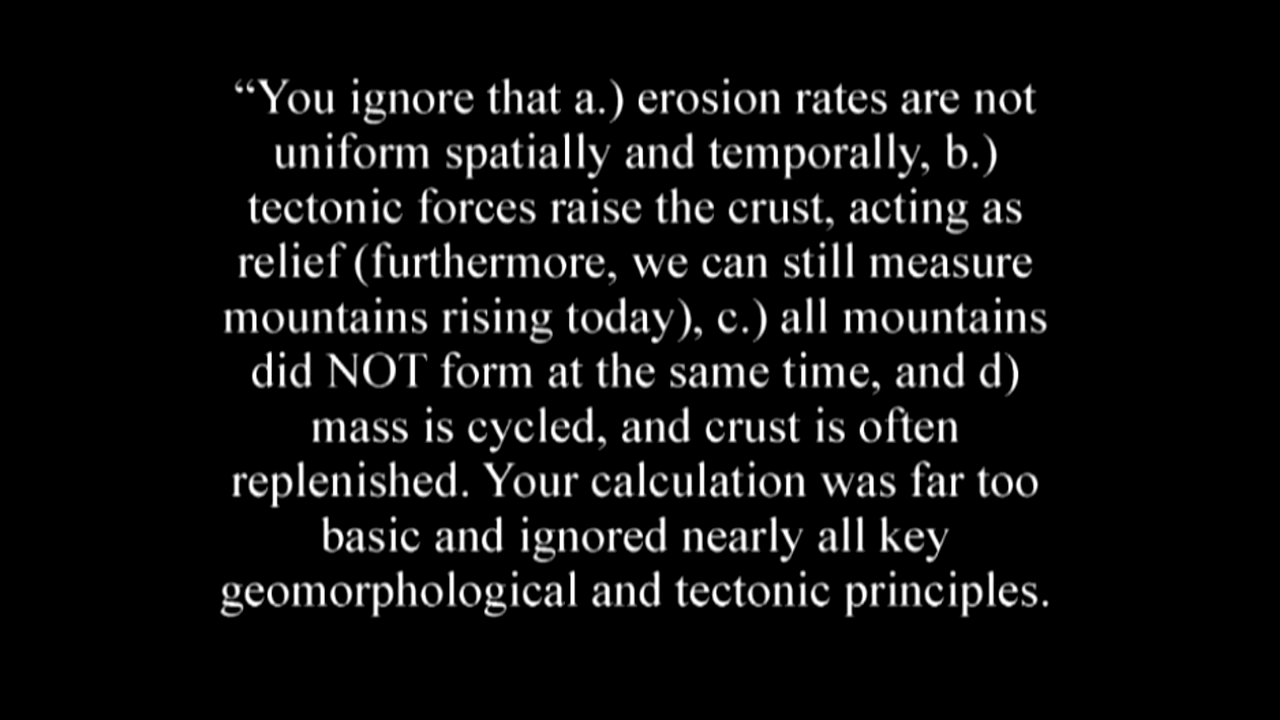 “You ignore that a.) erosion rates are not
uniform spatially and temporally, b.)
tectonic forces raise the crust, acting as
relief (furthermore, we can still measure
mountains rising today), c.) all mountains
did NOT form at the same time, and d)
mass is cycled, and crust is often
replenished. Your calculation was far too
basic and ignored nearly all key
geomorphological and tectonic principles.